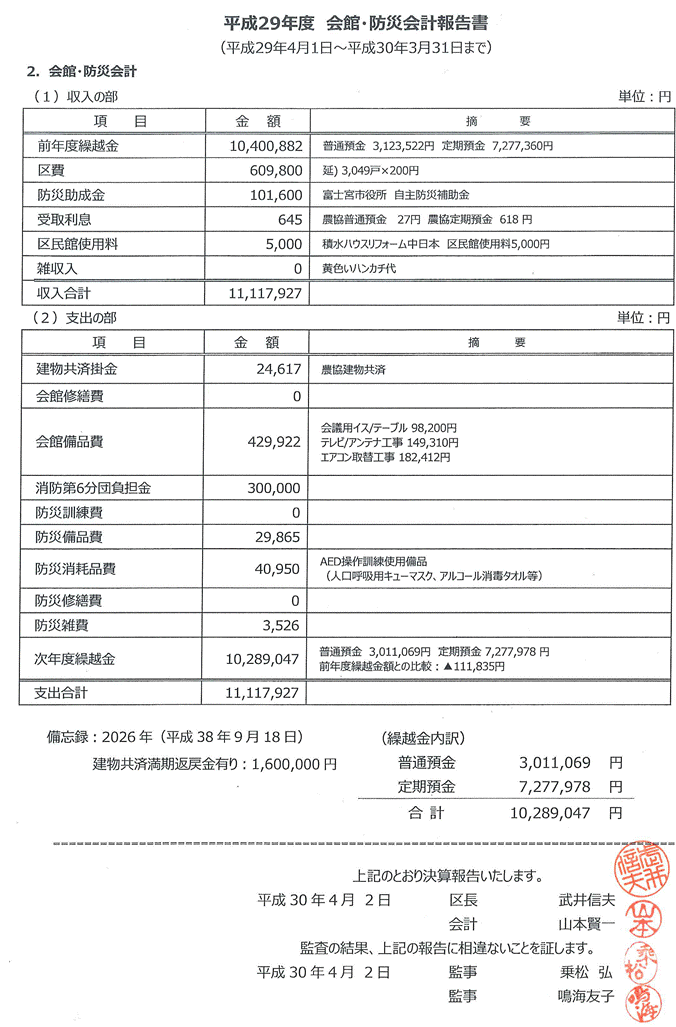 平成29年度 会館・防災会計報告書
（平成29年4月1日～平成30年3月31日まで）
2．会館・防災会計
（1）収入の部 単位：円
項 目 金 額 摘 要
前年度繰越金 10,400,882 普通預金 3,123,522円 定期預金 7,277,360円
区費 609,800 延) 3,049戸×200円
防災助成金 101,600 富士宮市役所 自主防災補助金
受取利息 645 農協普通預金 27円 農協定期預金 618 円
区民館使用料 5,000 積水ハウスリフォーム中日本 区民館使用料5,000円
雑収入 0 黄色いハンカチ代
収入合計 11,117,927
（2）支出の部 単位：円
項 目 金 額 摘 要
建物共済掛金 24,617 農協建物共済
会館修繕費 0
会館備品費 429,922 会議用イス/テーブル 98,200円
テレビ/アンテナ工事 149,310円
エアコン取替工事 182,412円
消防第6分団負担金 300,000
防災訓練費 0
防災備品費 29,865
防災消耗品費 40,950 AED操作訓練使用備品
（人口呼吸用キューマスク、アルコール消毒タオル等）
防災修繕費 0
防災雑費 3,526
次年度繰越金 10,289,047 普通預金 3,011,069円 定期預金 7,277,978 円
前年度繰越金額との比較：▲111,835円
支出合計 11,117,927
備忘録：2026 年（平成 38 年 9 月 18 日）
建物共済満期返戻金有り：1,600,000 円
（繰越金内訳）
普通預金 3,011,069 円
定期預金 7,277,978 円
合 計 10,289,047 円
上記のとおり決算報告いたします。
平成 30 年 4 月 2 日 区長 武井信夫
会計 山本賢一
監査の結果、上記の報告に相違ないことを証します。
平成 30 年 4 月 2 日 監事 乗松 弘
監事 鳴海友子
山本
乗松
鳴海